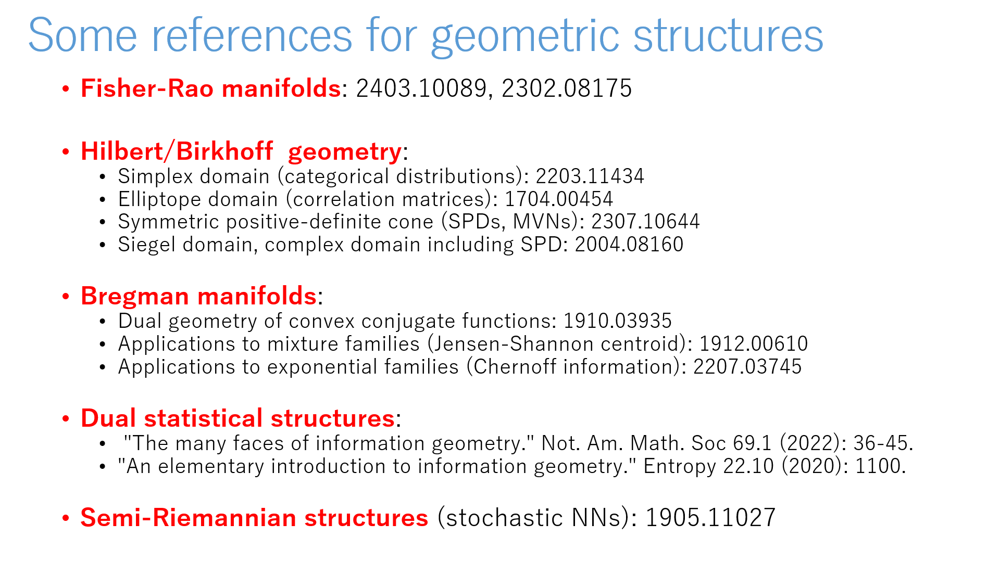 Some references for geometric structures
• Fisher-Rao manifolds: 2403.10089, 2302.08175
• Hilbert/Birkhoff  geometry:
• Simplex domain (categorical distributions): 2203.11434
• Elliptope domain (correlation matrices): 1704.00454
• Symmetric positive-definite cone (SPDs, MVNs): 2307.10644
• Siegel domain, complex domain including SPD: 2004.08160
• Bregman manifolds:
• Dual geometry of convex conjugate functions: 1910.03935
• Applications to mixture families (Jensen-Shannon centroid): 1912.00610
• Applications to exponential families (Chernoff information): 2207.03745
• Dual statistical structures:
• "The many faces of information geometry." Not. Am. Math. Soc 69.1 (2022): 36-45.
• "An elementary introduction to information geometry." Entropy 22.10 (2020): 1100.
• Semi-Riemannian structures (stochastic NNs): 1905.11027